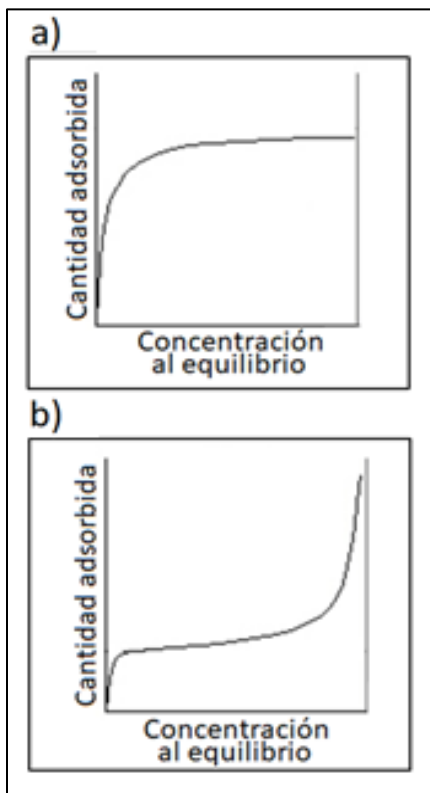 a)
Cantidad adsorbida
Concentración
al equilibrio
b)
Cantidad adsorbida
Concentración
al equilibrio